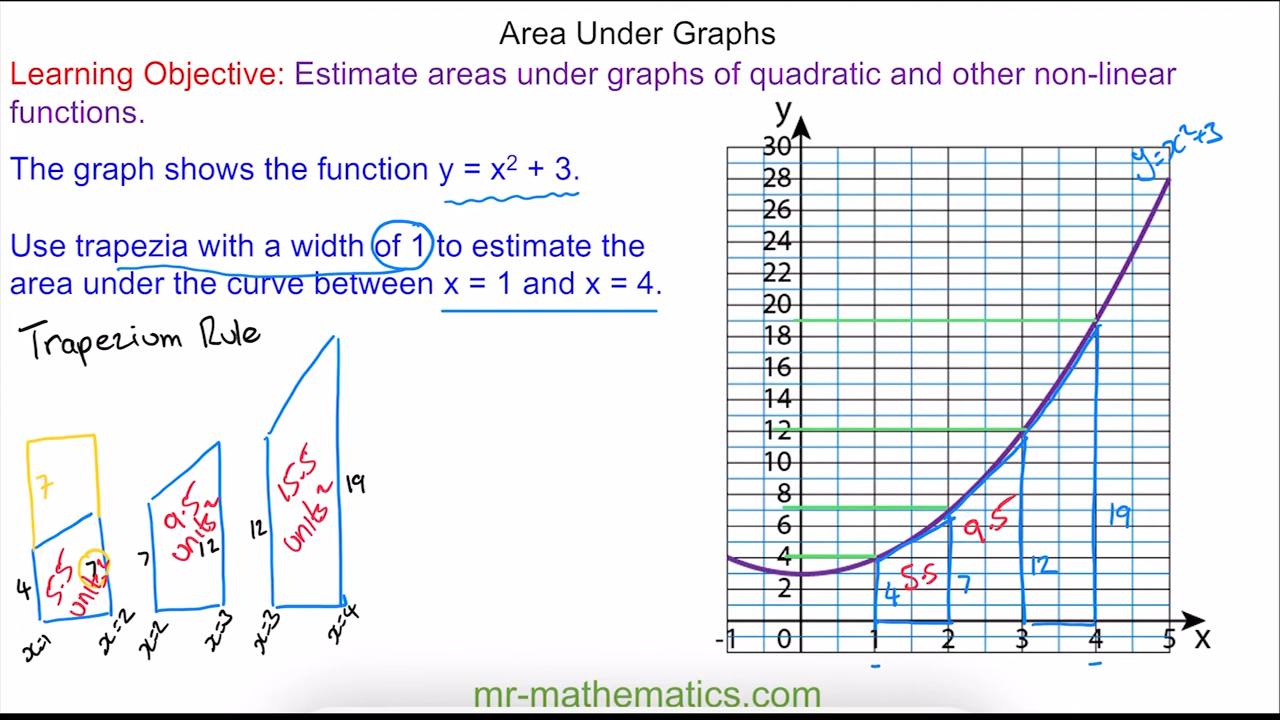 Area Under Graphs
Learning Objective: Estimate areas under graphs of quadratic and other non-linear
functions.
The graph shows the function y = x² + 3.
Use trapezia with a width of 1 to estimate the
area under the curve between x = 1 and x = 4.
Trapezium Rule
7
4
5.5
units²
7
x=1
x=2
7
9.5
units²
12
x=2
x=3
12
15.5
units²
19
x=3
x=4
y
y=x²+3
30
28
26
24
22
20
18
16
14
12
10
8
6
4
2
9.5
19
12
4
5.5
7
-1
0
1
2
3
4
5
x
mr-mathematics.com